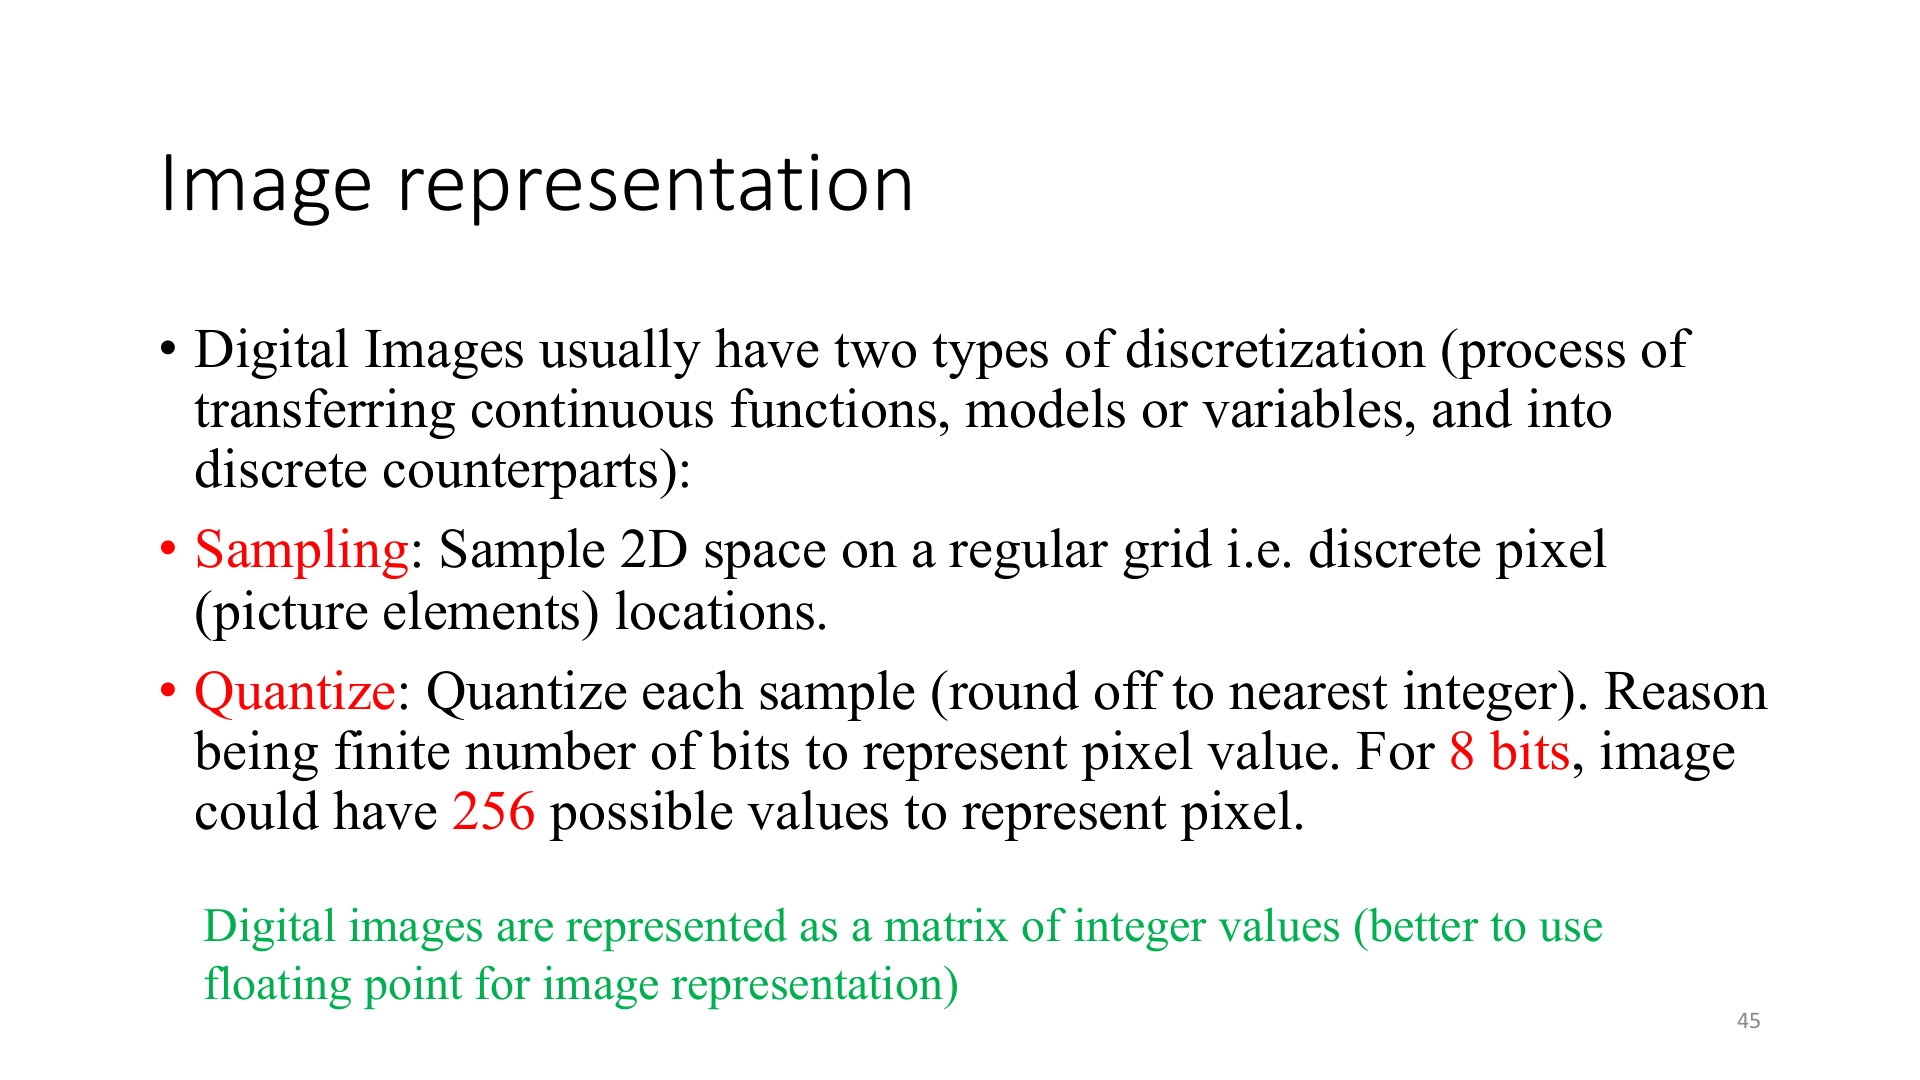 Image representation
• Digital Images usually have two types of discretization (process of
transferring continuous functions, models or variables, and into
discrete counterparts):
• Sampling: Sample 2D space on a regular grid i.e. discrete pixel
(picture elements) locations.
• Quantize: Quantize each sample (round off to nearest integer). Reason
being finite number of bits to represent pixel value. For 8 bits, image
could have 256 possible values to represent pixel.
Digital images are represented as a matrix of integer values (better to use
floating point for image representation)
45